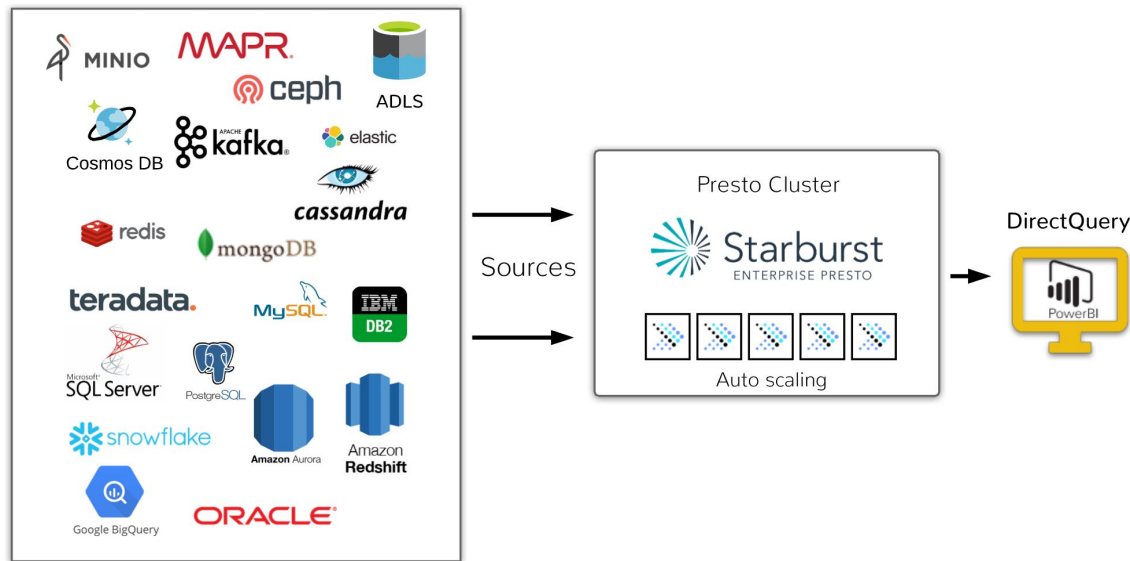 MINIO
MAPR.
ceph
ADLS
Cosmos DB
APACHE
kafka®
elastic
cassandra
redis
mongoDB
teradata.
MySQL.
IBM
DB2
Microsoft®
SQL Server
PostgreSQL
snowflake
Amazon Aurora
Amazon
Redshift
Google BigQuery
ORACLE®
Sources
Presto Cluster
Starburst
ENTERPRISE PRESTO
Auto scaling
DirectQuery
PowerBI